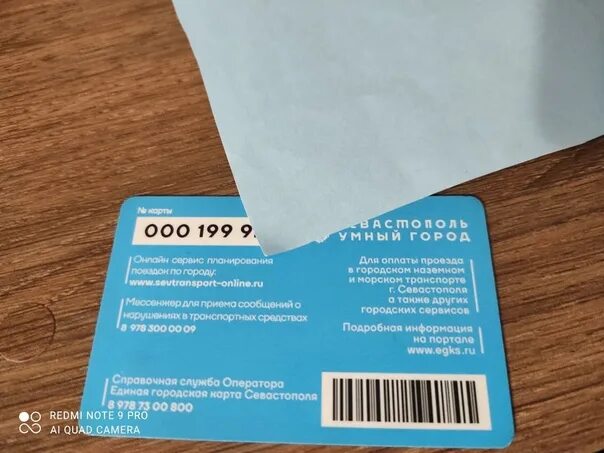 № карты
000 199 9
СЕВАСТОПОЛЬ
УМНЫЙ ГОРОД
Онлайн сервис планирования
поездок по городу:
www.sevtransport-online.ru
Мессенжер для приема сообщений о
нарушениях в транспортных средствах
8 978 300 00 09
Для оплаты проезда
в городском наземном
и морском транспорте
г. Севастополя
а также других
городских сервисов
Подробная информация
на портале
www.egks.ru
Справочная служба Оператора
Единая городская карта Севастополя
8 978 73 00 800
REDMI NOTE 9 PRO
AI QUAD CAMERA